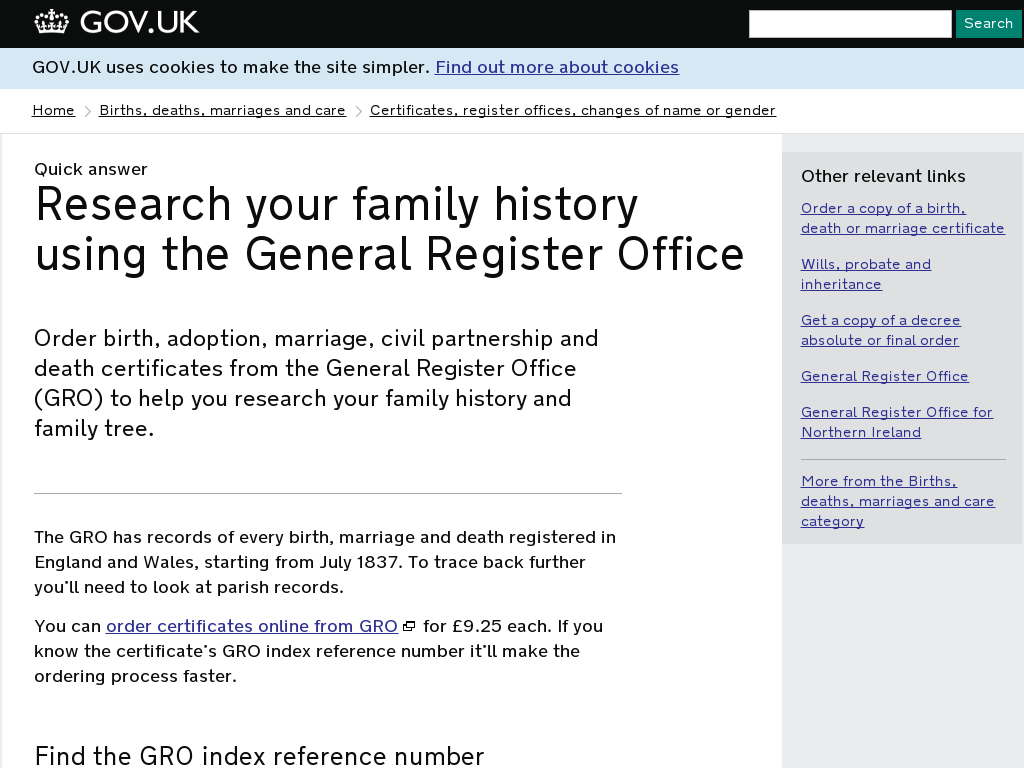 GOV.UK
Search
GOV.UK uses cookies to make the site simpler. Find out more about cookies
Home
Births, deaths, marriages and care
Certificates, register offices, changes of name or gender
Quick answer
Research your family history
using the General Register Office
Order birth, adoption, marriage, civil partnership and
death certificates from the General Register Office
(GRO) to help you research your family history and
family tree.
The GRO has records of every birth, marriage and death registered in
England and Wales, starting from July 1837. To trace back further
you’ll need to look at parish records.
You can order certificates online from GRO for £9.25 each. If you
know the certificate’s GRO index reference number it’ll make the
ordering process faster.
Find the GRO index reference number
Other relevant links
Order a copy of a birth,
death or marriage certificate
Wills, probate and
inheritance
Get a copy of a decree
absolute or final order
General Register Office
General Register Office for
Northern Ireland
More from the Births,
deaths, marriages and care
category